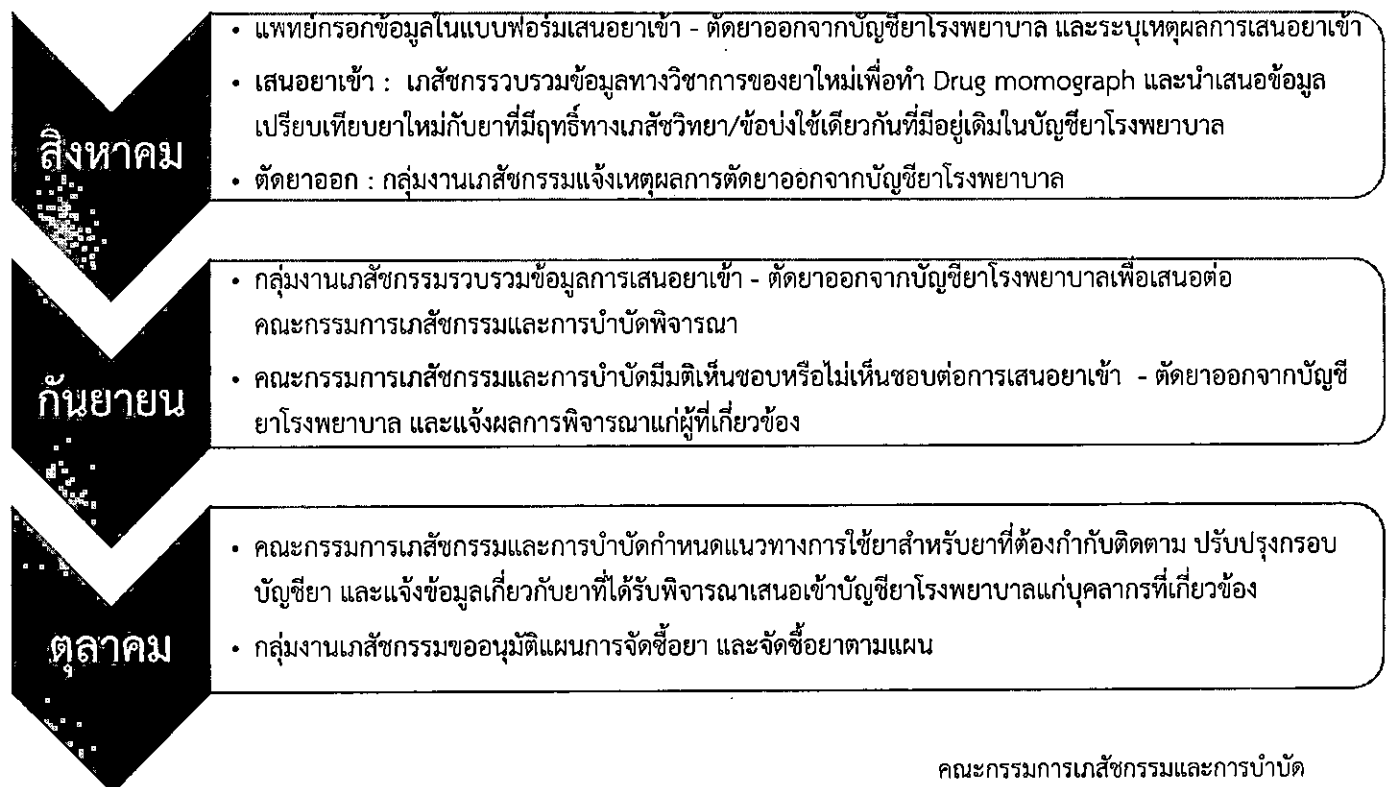 สิงหาคม
• แพทย์กรอกข้อมูลในแบบฟอร์มเสนอยาเข้า - ตัดยาออกจากบัญชียาโรงพยาบาล และระบุเหตุผลการเสนอยาเข้า
• เสนอยาเข้า : เภสัชกรรวบรวมข้อมูลทางวิชาการของยาใหม่เพื่อทำ Drug momograph และนำเสนอข้อมูล
เปรียบเทียบยาใหม่กับยาที่มีฤทธิ์ทางเภสัชวิทยา/ข้อบ่งใช้เดียวกันที่มีอยู่เดิมในบัญชียาโรงพยาบาล
• ตัดยาออก : กลุ่มงานเภสัชกรรมแจ้งเหตุผลการตัดยาออกจากบัญชียาโรงพยาบาล
กันยายน
• กลุ่มงานเภสัชกรรมรวบรวมข้อมูลการเสนอยาเข้า - ตัดยาออกจากบัญชียาโรงพยาบาลเพื่อเสนอต่อ
คณะกรรมการเภสัชกรรมและการบำบัดพิจารณา
• คณะกรรมการเภสัชกรรมและการบำบัดมีมติเห็นชอบหรือไม่เห็นชอบต่อการเสนอยาเข้า - ตัดยาออกจากบัญชี
ยาโรงพยาบาล และแจ้งผลการพิจารณาแก่ผู้ที่เกี่ยวข้อง
ตุลาคม
• คณะกรรมการเภสัชกรรมและการบำบัดกำหนดแนวทางการใช้ยาสำหรับยาที่ต้องกำกับติดตาม ปรับปรุงกรอบ
บัญชียา และแจ้งข้อมูลเกี่ยวกับยาที่ได้รับพิจารณาเสนอเข้าบัญชียาโรงพยาบาลแก่บุคลากรที่เกี่ยวข้อง
• กลุ่มงานเภสัชกรรมขออนุมัติแผนการจัดซื้อยา และจัดซื้อยาตามแผน
คณะกรรมการเภสัชกรรมและการบำบัด